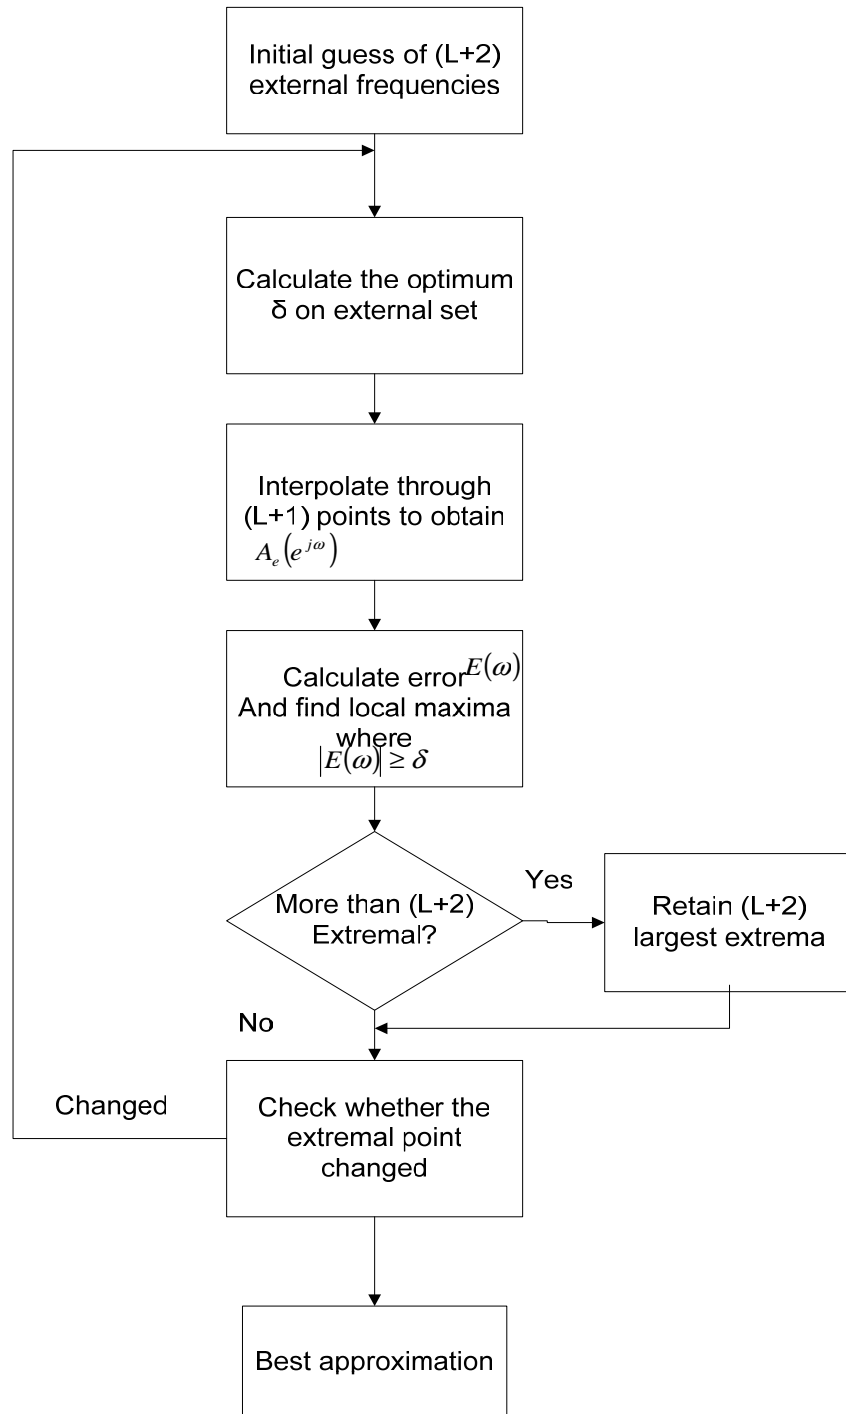 Initial guess of (L+2)
external frequencies
Calculate the optimum
δ on external set
Interpolate through
(L+1) points to obtain
A_e(e^{jω})
Calculate error E(ω)
And find local maxima
where
|E(ω)| ≥ δ
More than (L+2)
Extremal?
Yes
Retain (L+2)
largest extrema
No
Changed
Check whether the
extremal point
changed
Best approximation